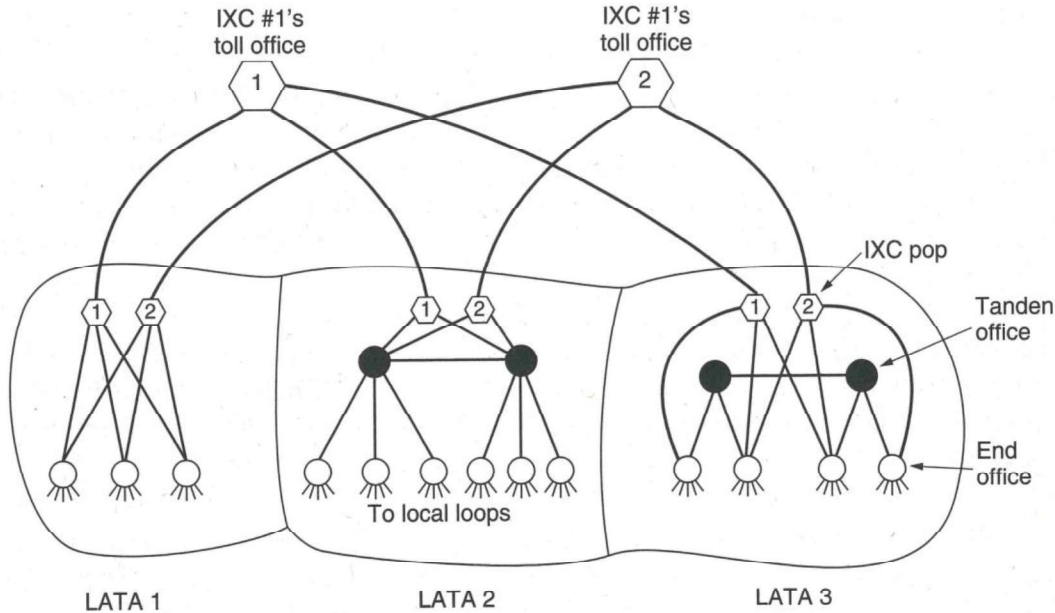 IXC #1's
toll office
1
IXC #1's
toll office
2
IXC pop
1
2
1
2
1
2
Tanden
office
End
office
To local loops
LATA 1
LATA 2
LATA 3